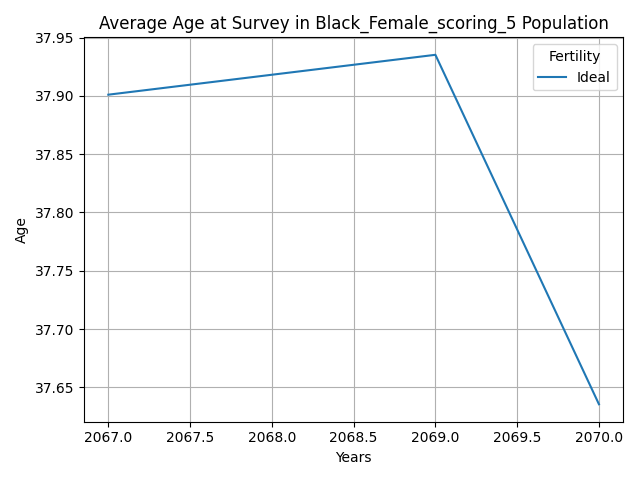 Average Age at Survey in Black_Female_scoring_5 Population
37.95
37.90
37.85
37.80
37.75
37.70
37.65
Age
Fertility
Ideal
2067.0 2067.5 2068.0 2068.5 2069.0 2069.5 2070.0
Years